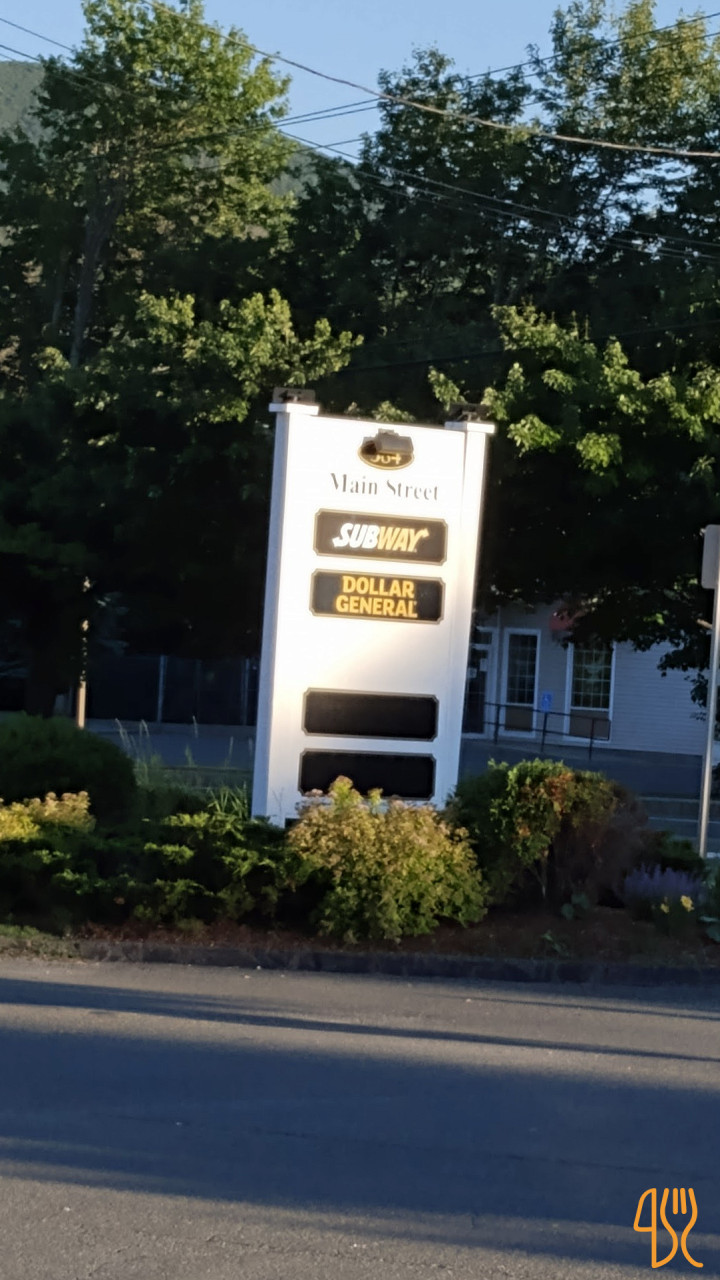 Main Street
SUBWAY
DOLLAR
GENERAL